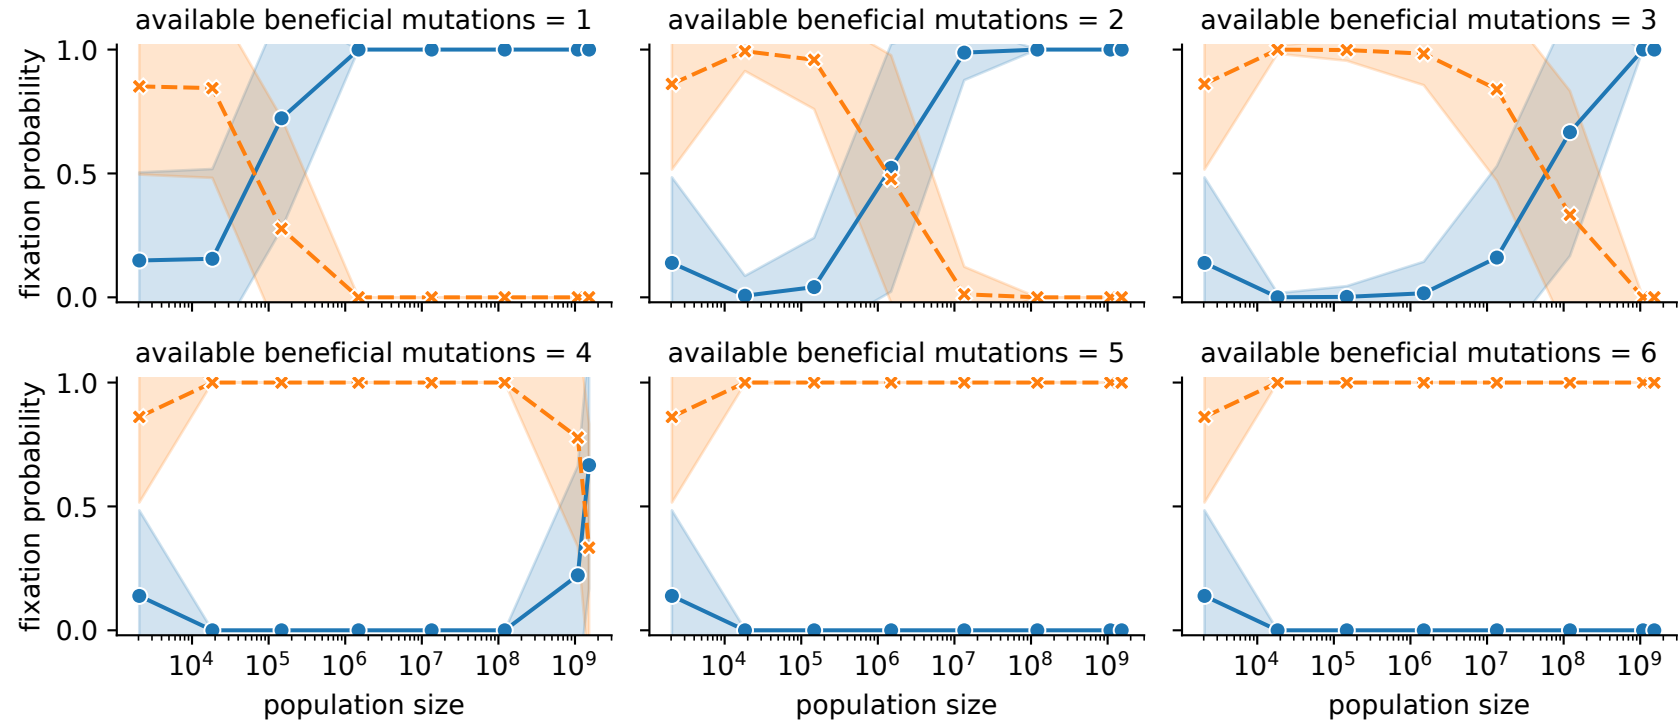 available beneficial mutations = 1
available beneficial mutations = 2
available beneficial mutations = 3
fixation probability
1.0
0.5
0.0
available beneficial mutations = 4
available beneficial mutations = 5
available beneficial mutations = 6
fixation probability
1.0
0.5
0.0
10⁴ 10⁵ 10⁶ 10⁷ 10⁸ 10⁹
10⁴ 10⁵ 10⁶ 10⁷ 10⁸ 10⁹
10⁴ 10⁵ 10⁶ 10⁷ 10⁸ 10⁹
population size
population size
population size